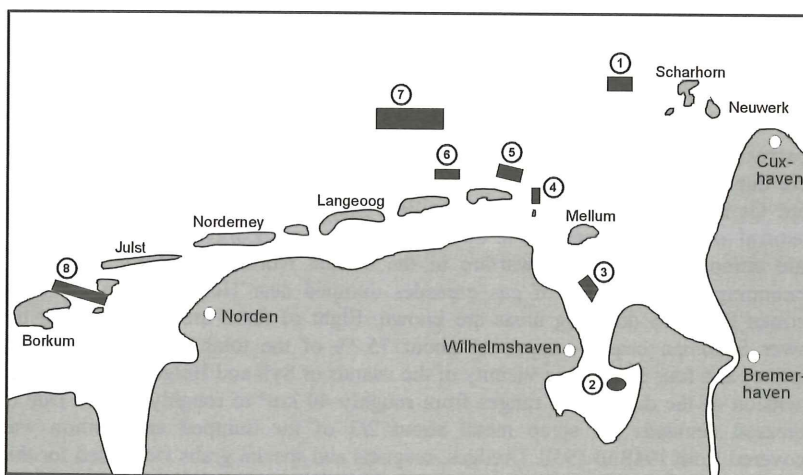 1
Scharhorn
7
Neuwerk
6
5
Cux-
haven
4
Langeoog
Mellum
Norderney
Julst
8
3
Norden
Wilhelmshaven
Borkum
Bremer-
haven
2